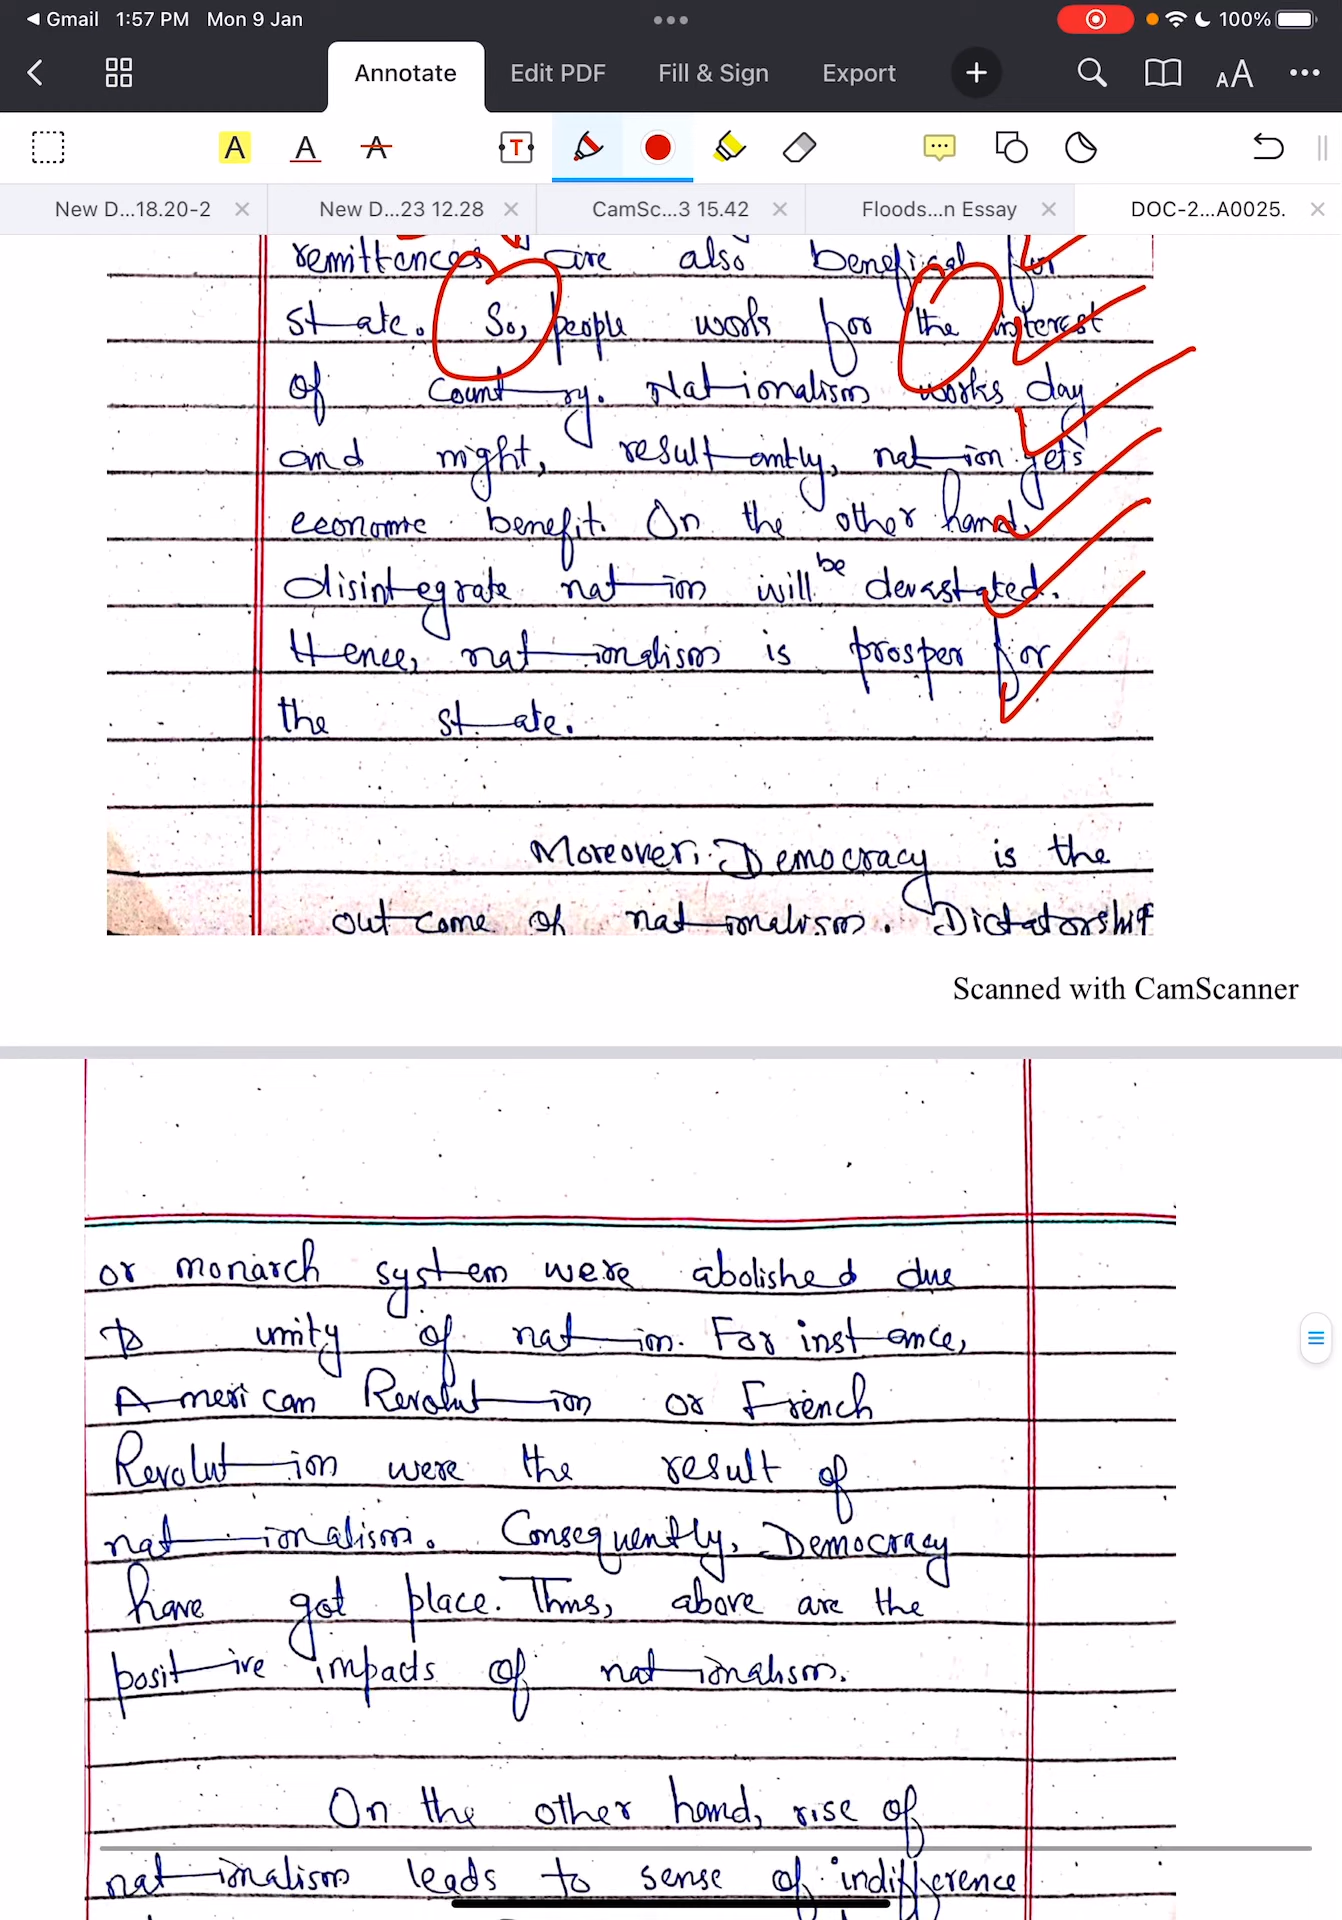 Gmail 1:57 PM Mon 9 Jan 100%
Annotate Edit PDF Fill & Sign Export
New D...18.20-2 New D...23 12.28 CamSc...3 15.42 Floods...n Essay DOC-2...A0025.
remittances are also benefical for
state. So, people work for the interest
of country. Nationalism works day
and night, resultantly, nation gets
economic benefit. On the other hand,
disintegrate nation will be devastated.
Hence, nationalism is prosper for
the state.
Moreover, Democracy is the
outcome of nationalism. Dictatorship
Scanned with CamScanner
or monarch system were abolished due
to unity of nation. For instance,
American Revolution or French
Revolution were the result of
nationalism. Consequently, Democracy
have got place. Thus, above are the
positive impacts of nationalism.
On the other hand, rise of
nationalism leads to sense of indifference